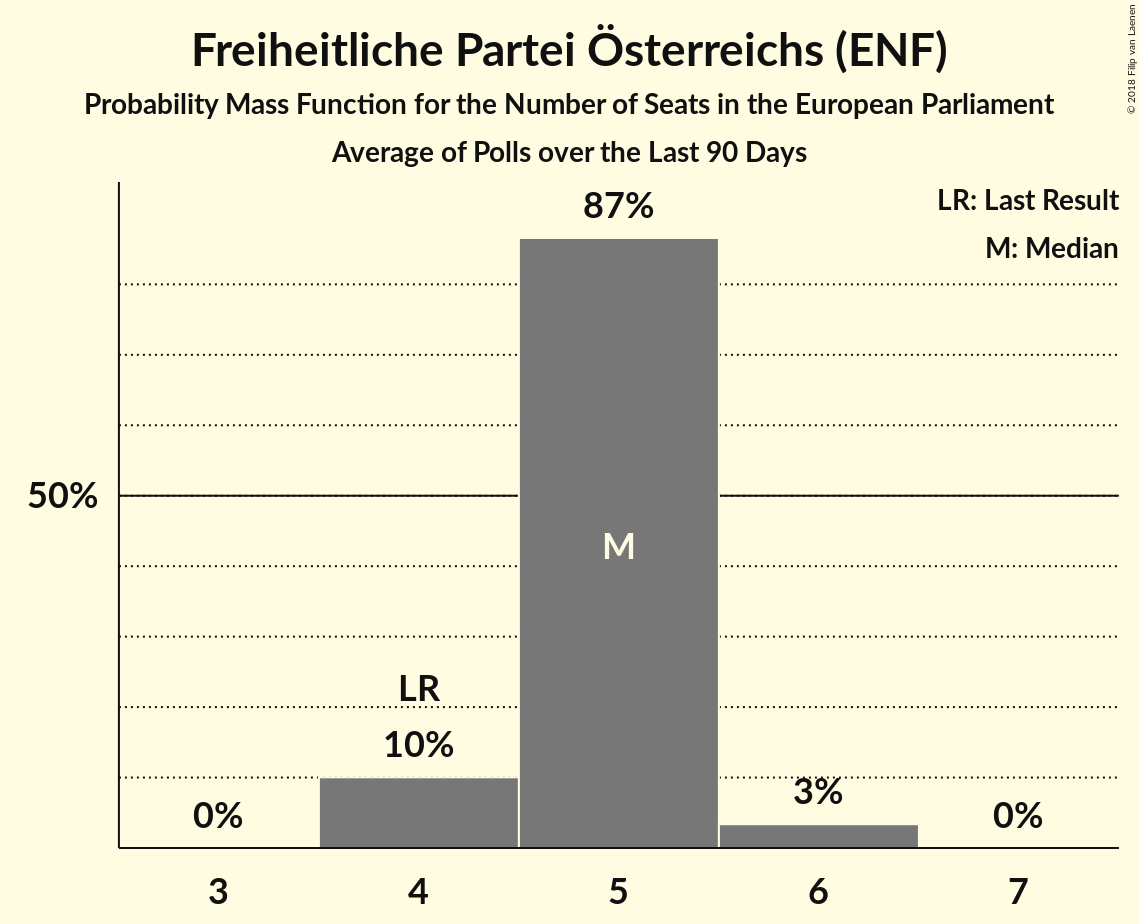 Freiheitliche Partei Österreichs (ENF)
Probability Mass Function for the Number of Seats in the European Parliament
Average of Polls over the Last 90 Days
© 2018 Filip van Laenen
LR: Last Result
M: Median
87%
50%
M
LR
10%
3%
0%
0%
3 4 5 6 7